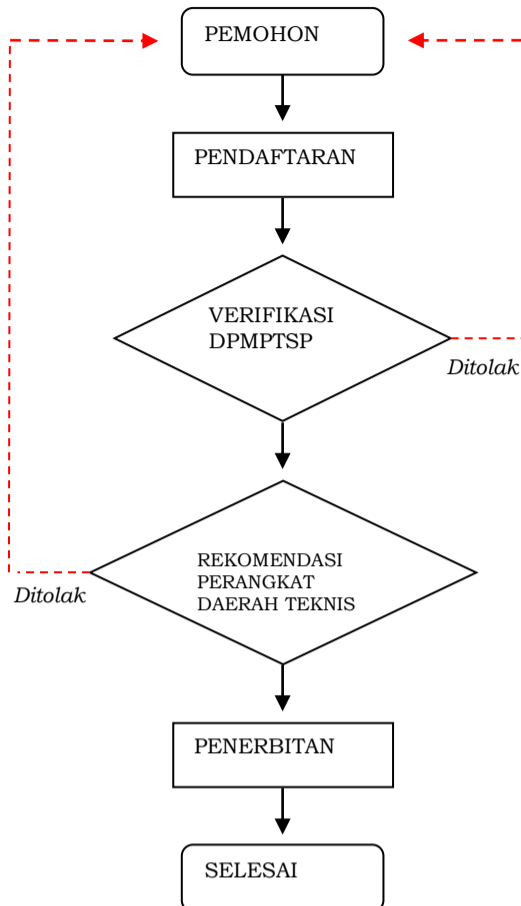 PEMOHON
PENDAFTARAN
VERIFIKASI
DPMPTSP
Ditolak
REKOMENDASI
PERANGKAT
DAERAH TEKNIS
Ditolak
PENERBITAN
SELESAI